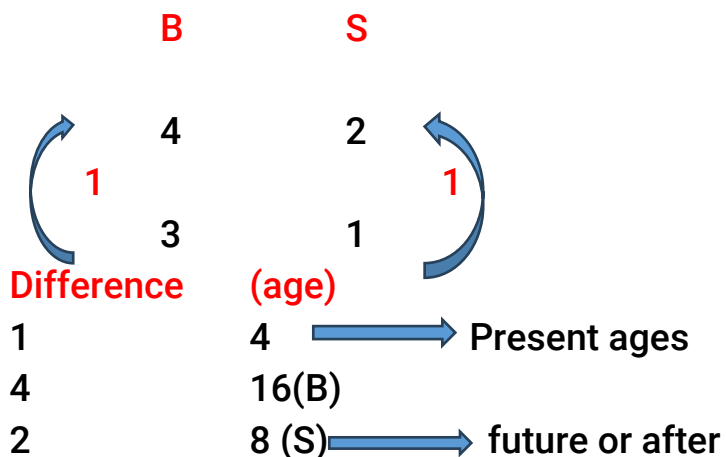 B S
4 2
1 1
3 1
Difference (age)
1 4 Present ages
4 16(B)
2 8 (S) future or after